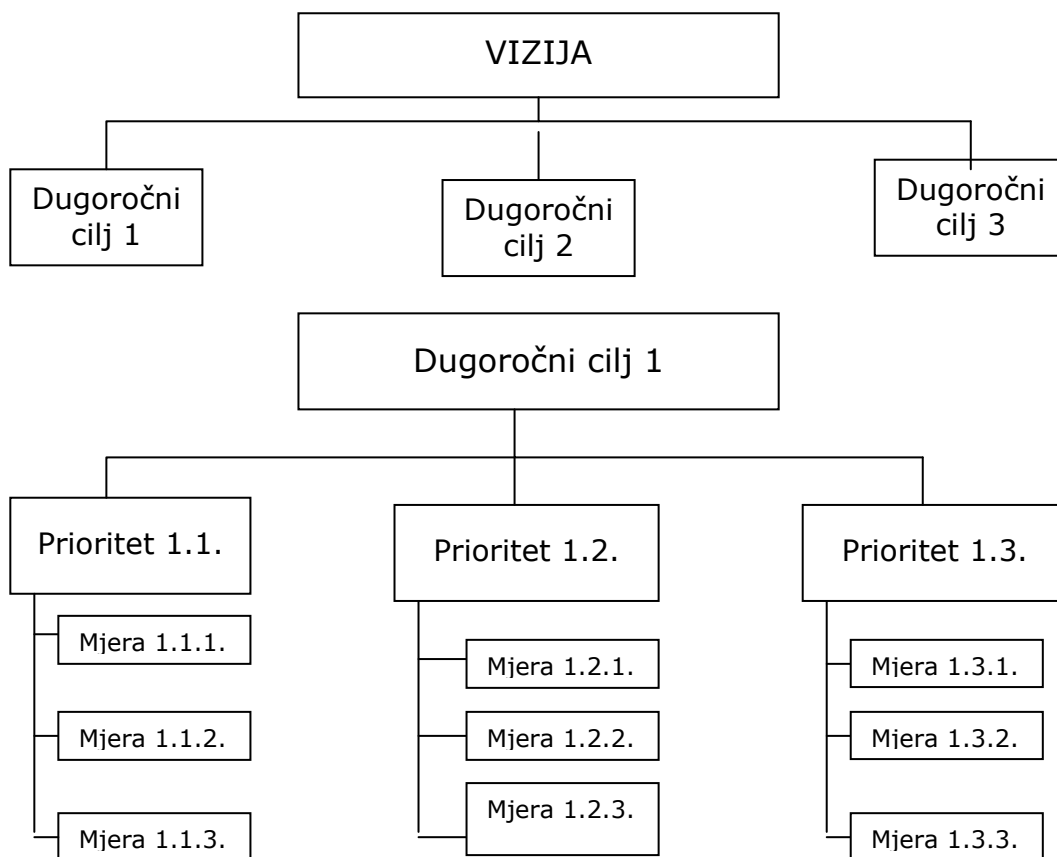 VIZIJA
Dugoročni
cilj 1
Dugoročni
cilj 2
Dugoročni
cilj 3
Dugoročni cilj 1
Prioritet 1.1.
Prioritet 1.2.
Prioritet 1.3.
Mjera 1.1.1.
Mjera 1.2.1.
Mjera 1.3.1.
Mjera 1.1.2.
Mjera 1.2.2.
Mjera 1.3.2.
Mjera 1.1.3.
Mjera 1.2.3.
Mjera 1.3.3.